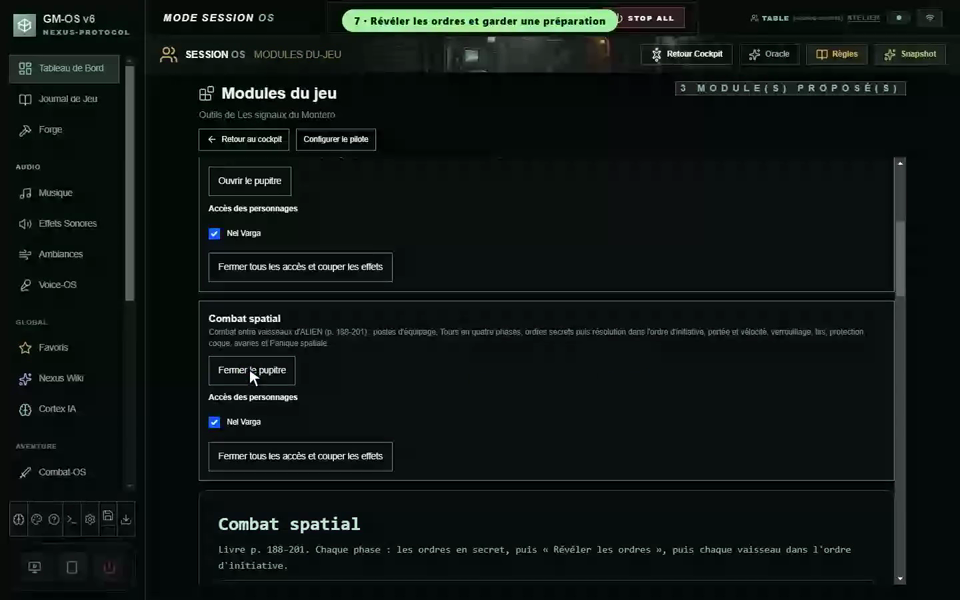 GM-OS v6
NEXUS-PROTOCOL
MODE SESSION OS
7 · Révéler les ordres et garder une préparation
STOP ALL
TABLE
ATELIER
SESSION OS MODULES DU-JEU
Retour Cockpit
Oracle
Règles
Snapshot
Tableau de Bord
Journal de Jeu
Forge
AUDIO
Musique
Effets Sonores
Ambiances
Voice-OS
GLOBAL
Favoris
Nexus Wiki
Cortex IA
AVENTURE
Combat-OS
Modules du jeu
3 MODULE(S) PROPOSÉ(S)
Outils de Les signaux du Montero
Retour au cockpit
Configurer le pilote
Ouvrir le pupitre
Accès des personnages
Nel Varga
Fermer tous les accès et couper les effets
Combat spatial
Combat entre vaisseaux d'ALIEN (p. 188-201) : postes d'équipage, Tours en quatre phases, ordres secrets puis résolution dans l'ordre d'initiative, portée et vélocité, verrouillage, tirs, protection
coque, avaries et Panique spatiale
Fermer le pupitre
Accès des personnages
Nel Varga
Fermer tous les accès et couper les effets
Combat spatial
Livre p. 188-201. Chaque phase : les ordres en secret, puis « Révéler les ordres », puis chaque vaisseau dans l'ordre
d'initiative.